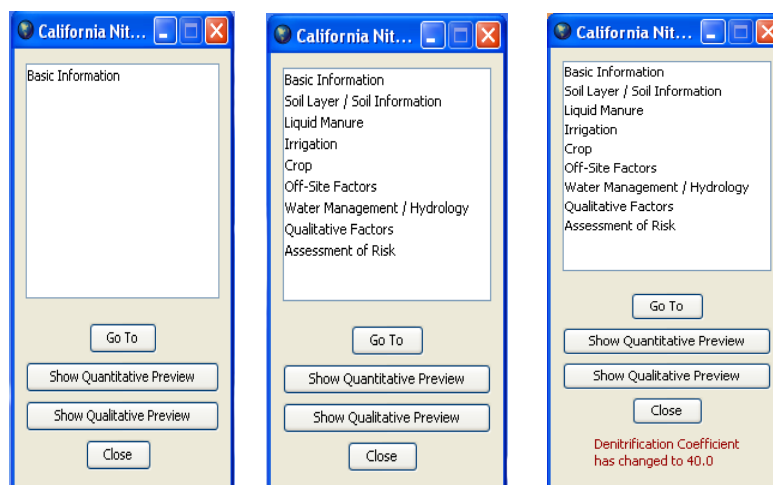 California Nit...
Basic Information
Go To
Show Quantitative Preview
Show Qualitative Preview
Close
California Nit...
Basic Information
Soil Layer / Soil Information
Liquid Manure
Irrigation
Crop
Off-Site Factors
Water Management / Hydrology
Qualitative Factors
Assessment of Risk
Go To
Show Quantitative Preview
Show Qualitative Preview
Close
California Nit...
Basic Information
Soil Layer / Soil Information
Liquid Manure
Irrigation
Crop
Off-Site Factors
Water Management / Hydrology
Qualitative Factors
Assessment of Risk
Go To
Show Quantitative Preview
Show Qualitative Preview
Close
Denitrification Coefficient
has changed to 40.0